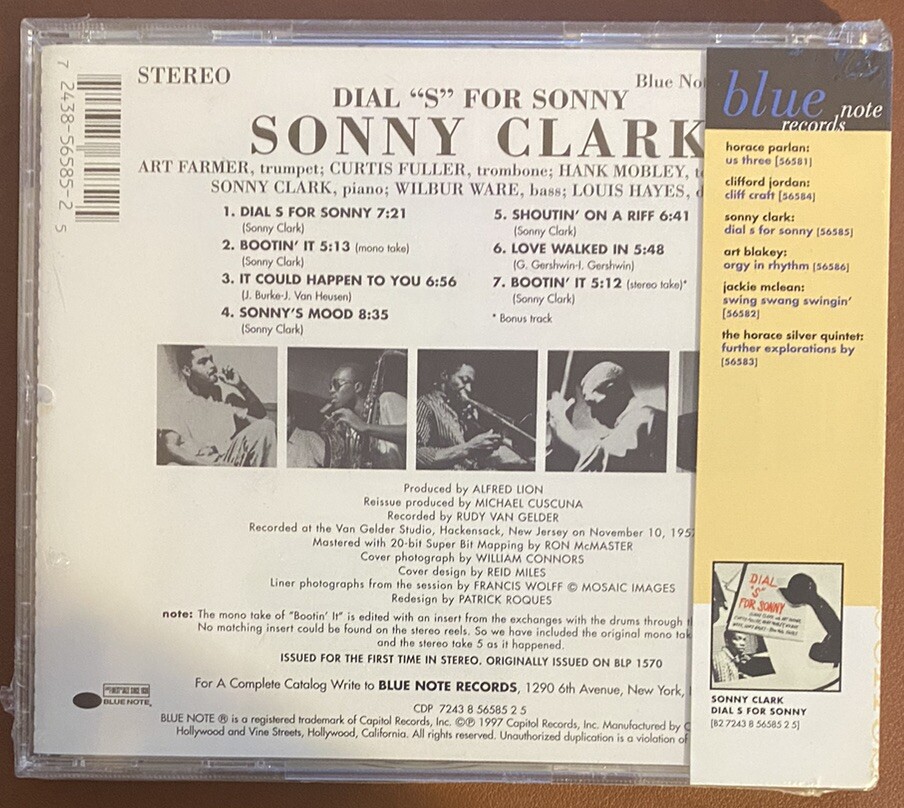 7 2438-56585-2 5
STEREO
Blue No
DIAL “S” FOR SONNY
SONNY CLARK
ART FARMER, trumpet; CURTIS FULLER, trombone; HANK MOBLEY, t
SONNY CLARK, piano; WILBUR WARE, bass; LOUIS HAYES, d
1. DIAL S FOR SONNY 7:21
(Sonny Clark)
2. BOOTIN’ IT 5:13 (mono take)
(Sonny Clark)
3. IT COULD HAPPEN TO YOU 6:56
(J. Burke-J. Van Heusen)
4. SONNY’S MOOD 8:35
(Sonny Clark)
5. SHOUTIN’ ON A RIFF 6:41
(Sonny Clark)
6. LOVE WALKED IN 5:48
(G. Gershwin-I. Gershwin)
7. BOOTIN’ IT 5:12 (stereo take)*
(Sonny Clark)
* Bonus track
Produced by ALFRED LION
Reissue produced by MICHAEL CUSCUNA
Recorded by RUDY VAN GELDER
Recorded at the Van Gelder Studio, Hackensack, New Jersey on November 10, 195
Mastered with 20-bit Super Bit Mapping by RON McMASTER
Cover photograph by WILLIAM CONNORS
Cover design by REID MILES
Liner photographs from the session by FRANCIS WOLFF © MOSAIC IMAGES
Redesign by PATRICK ROQUES
note: The mono take of “Bootin’ It” is edited with an insert from the exchanges with the drums through t
No matching insert could be found on the stereo reels. So we have included the original mono tak
and the stereo take 5 as it happened.
ISSUED FOR THE FIRST TIME IN STEREO. ORIGINALLY ISSUED ON BLP 1570
For A Complete Catalog Write to BLUE NOTE RECORDS, 1290 6th Avenue, New York,
CDP 7243 8 56585 2 5
BLUE NOTE ® is a registered trademark of Capitol Records, Inc. ©℗ 1997 Capitol Records, Inc. Manufactured by C
Hollywood and Vine Streets, Hollywood, California. All rights reserved. Unauthorized duplication is a violation of
BLUE NOTE
blue note
records
horace parlan:
us three [56581]
clifford jordan:
cliff craft [56584]
sonny clark:
dial s for sonny [56585]
art blakey:
orgy in rhythm [56586]
jackie mclean:
swing swang swingin’
[56582]
the horace silver quintet:
further explorations by
[56583]
DIAL
“S”
FOR SONNY
SONNY CLARK
DIAL S FOR SONNY
[82 7243 8 56585 2 5]